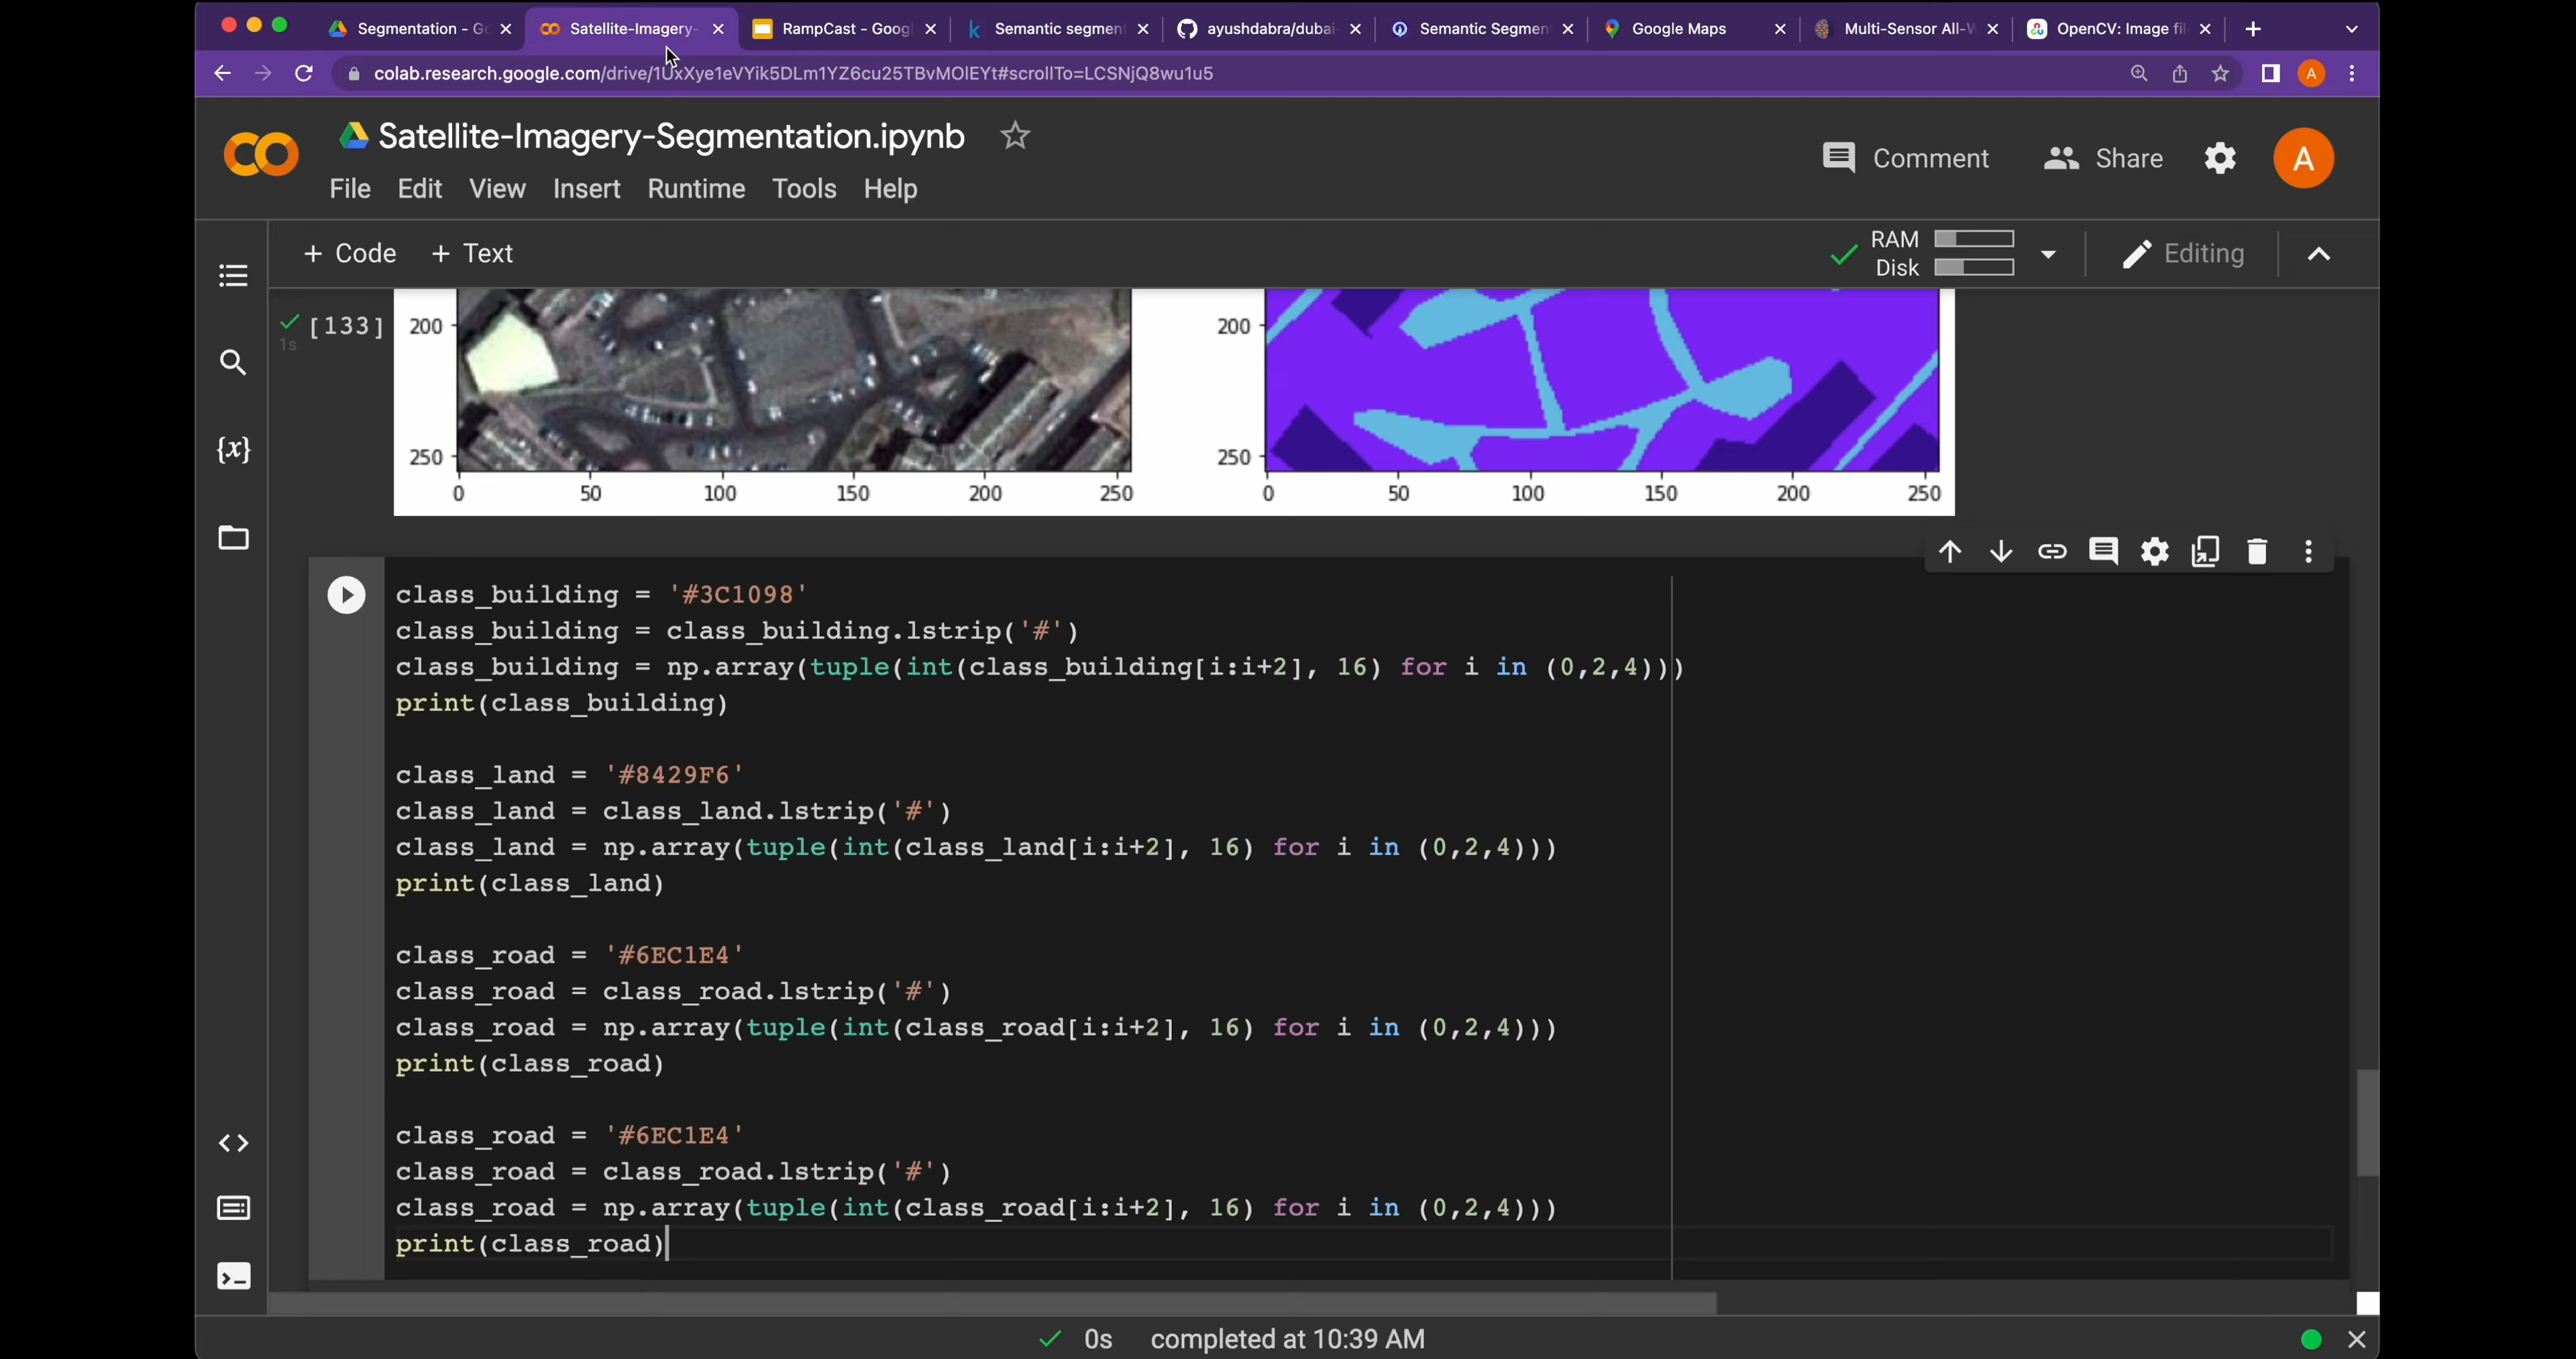 Segmentation - Go
Satellite-Imagery-
RampCast - Googl
Semantic segment
ayushdabra/dubai-
Semantic Segmen
Google Maps
Multi-Sensor All-W
OpenCV: Image fil
colab.research.google.com/drive/1UxXye1eVYik5DLm1YZ6cu25TBvMOlEYt#scrollTo=LCSNjQ8wu1u5
A
Satellite-Imagery-Segmentation.ipynb
Comment
Share
A
File Edit View Insert Runtime Tools Help
+ Code + Text
RAM
Disk
Editing
[133]
1s
200
250
0 50 100 150 200 250
200
250
0 50 100 150 200 250
{x}
class_building = '#3C1098'
class_building = class_building.lstrip('#')
class_building = np.array(tuple(int(class_building[i:i+2], 16) for i in (0,2,4)))
print(class_building)
class_land = '#8429F6'
class_land = class_land.lstrip('#')
class_land = np.array(tuple(int(class_land[i:i+2], 16) for i in (0,2,4)))
print(class_land)
class_road = '#6EC1E4'
class_road = class_road.lstrip('#')
class_road = np.array(tuple(int(class_road[i:i+2], 16) for i in (0,2,4)))
print(class_road)
class_road = '#6EC1E4'
class_road = class_road.lstrip('#')
class_road = np.array(tuple(int(class_road[i:i+2], 16) for i in (0,2,4)))
print(class_road)
0s completed at 10:39 AM